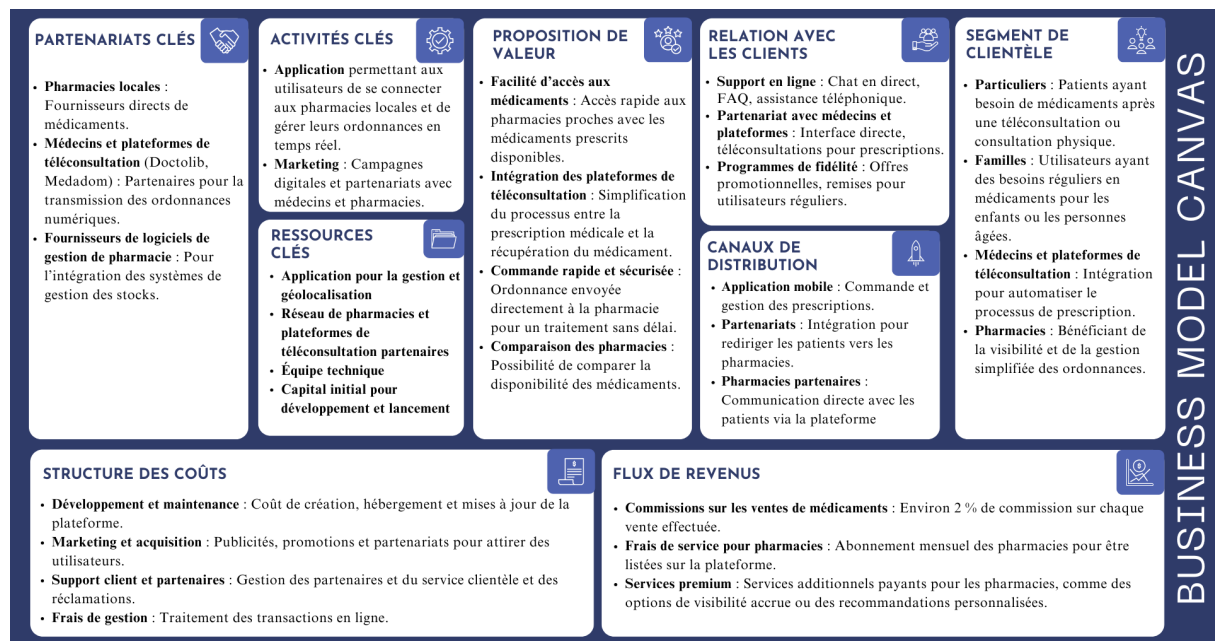 PARTENARIATS CLÉS
• Pharmacies locales :
Fournisseurs directs de
médicaments.
• Médecins et plateformes de
téléconsultation (Doctolib,
Medadom) : Partenaires pour la
transmission des ordonnances
numériques.
• Fournisseurs de logiciels de
gestion de pharmacie : Pour
l'intégration des systèmes de
gestion des stocks.
ACTIVITÉS CLÉS
• Application permettant aux
utilisateurs de se connecter
aux pharmacies locales et de
gérer leurs ordonnances en
temps réel.
• Marketing : Campagnes
digitales et partenariats avec
médecins et pharmacies.
RESSOURCES
CLÉS
• Application pour la gestion et
géolocalisation
• Réseau de pharmacies et
plateformes de
téléconsultation partenaires
• Équipe technique
• Capital initial pour
développement et lancement
PROPOSITION DE
VALEUR
• Facilité d'accès aux
médicaments : Accès rapide aux
pharmacies proches avec les
médicaments prescrits
disponibles.
• Intégration des plateformes de
téléconsultation : Simplification
du processus entre la
prescription médicale et la
récupération du médicament.
• Commande rapide et sécurisée :
Ordonnance envoyée
directement à la pharmacie
pour un traitement sans délai.
• Comparaison des pharmacies :
Possibilité de comparer la
disponibilité des médicaments.
RELATION AVEC
LES CLIENTS
• Support en ligne : Chat en direct,
FAQ, assistance téléphonique.
• Partenariat avec médecins et
plateformes : Interface directe,
téléconsultations pour prescriptions.
• Programmes de fidélité : Offres
promotionnelles, remises pour
utilisateurs réguliers.
CANAUX DE
DISTRIBUTION
• Application mobile : Commande et
gestion des prescriptions.
• Partenariats : Intégration pour
rediriger les patients vers les
pharmacies.
• Pharmacies partenaires :
Communication directe avec les
patients via la plateforme
SEGMENT DE
CLIENTÈLE
• Particuliers : Patients ayant
besoin de médicaments après
une téléconsultation ou
consultation physique.
• Familles : Utilisateurs ayant
des besoins réguliers en
médicaments pour les
enfants ou les personnes
âgées.
• Médecins et plateformes de
téléconsultation : Intégration
pour automatiser le
processus de prescription.
• Pharmacies : Bénéficiant de
la visibilité et de la gestion
simplifiée des ordonnances.
BUSINESS MODEL CANVAS
STRUCTURE DES COÛTS
• Développement et maintenance : Coût de création, hébergement et mises à jour de la
plateforme.
• Marketing et acquisition : Publicités, promotions et partenariats pour attirer des
utilisateurs.
• Support client et partenaires : Gestion des partenaires et du service clientèle et des
réclamations.
• Frais de gestion : Traitement des transactions en ligne.
FLUX DE REVENUS
• Commissions sur les ventes de médicaments : Environ 2 % de commission sur chaque
vente effectuée.
• Frais de service pour pharmacies : Abonnement mensuel des pharmacies pour être
listées sur la plateforme.
• Services premium : Services additionnels payants pour les pharmacies, comme des
options de visibilité accrue ou des recommandations personnalisées.